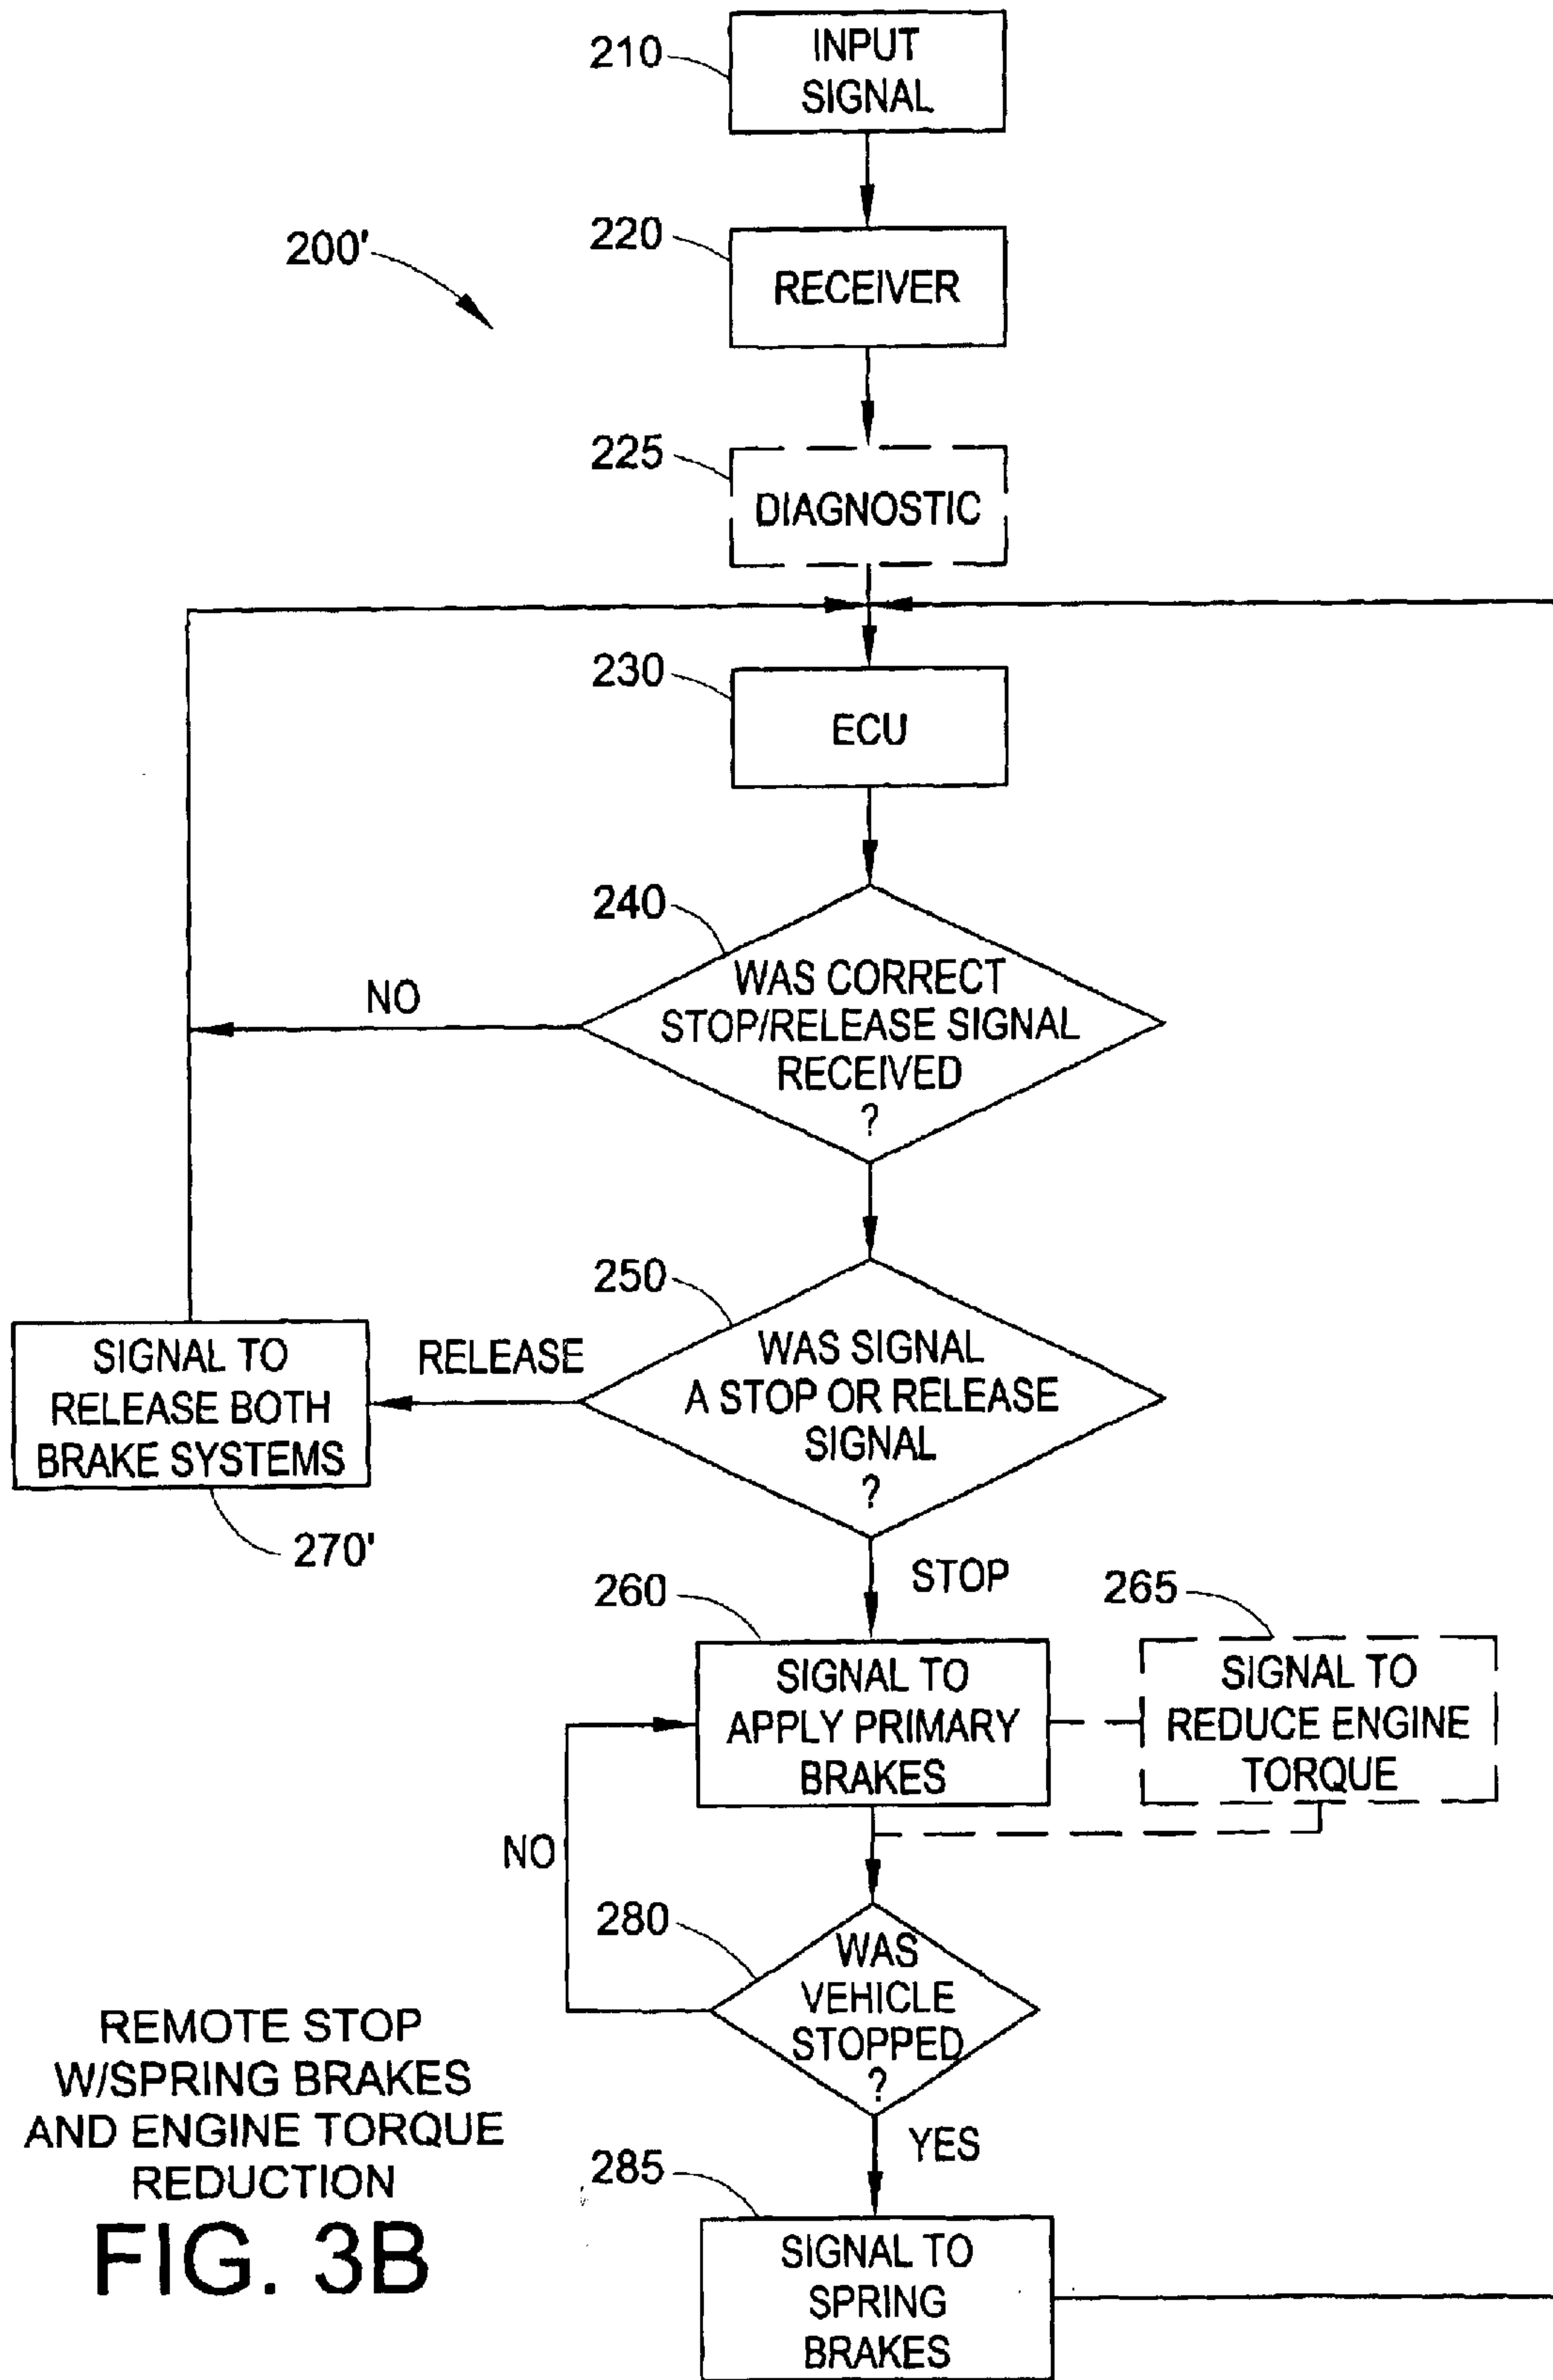 210
INPUT
SIGNAL
200'
220
RECEIVER
225
DIAGNOSTIC
230
ECU
240
WAS CORRECT
STOP/RELEASE SIGNAL
RECEIVED
?
NO
250
WAS SIGNAL
A STOP OR RELEASE
SIGNAL
?
RELEASE
SIGNAL TO
RELEASE BOTH
BRAKE SYSTEMS
270'
STOP
260
SIGNAL TO
APPLY PRIMARY
BRAKES
265
SIGNAL TO
REDUCE ENGINE
TORQUE
NO
280
WAS
VEHICLE
STOPPED
?
YES
285
SIGNAL TO
SPRING
BRAKES
REMOTE STOP
W/SPRING BRAKES
AND ENGINE TORQUE
REDUCTION
FIG. 3B